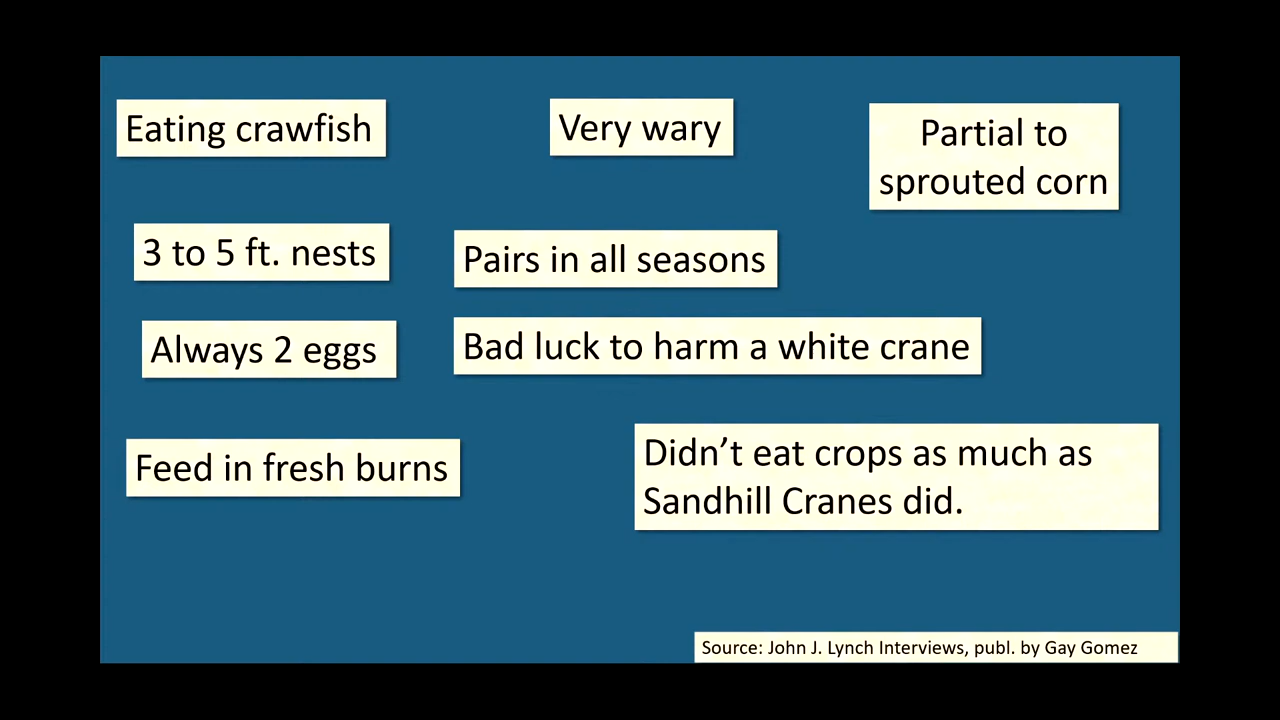 Eating crawfish
Very wary
Partial to
sprouted corn
3 to 5 ft. nests
Pairs in all seasons
Always 2 eggs
Bad luck to harm a white crane
Feed in fresh burns
Didn’t eat crops as much as
Sandhill Cranes did.
Source: John J. Lynch Interviews, publ. by Gay Gomez